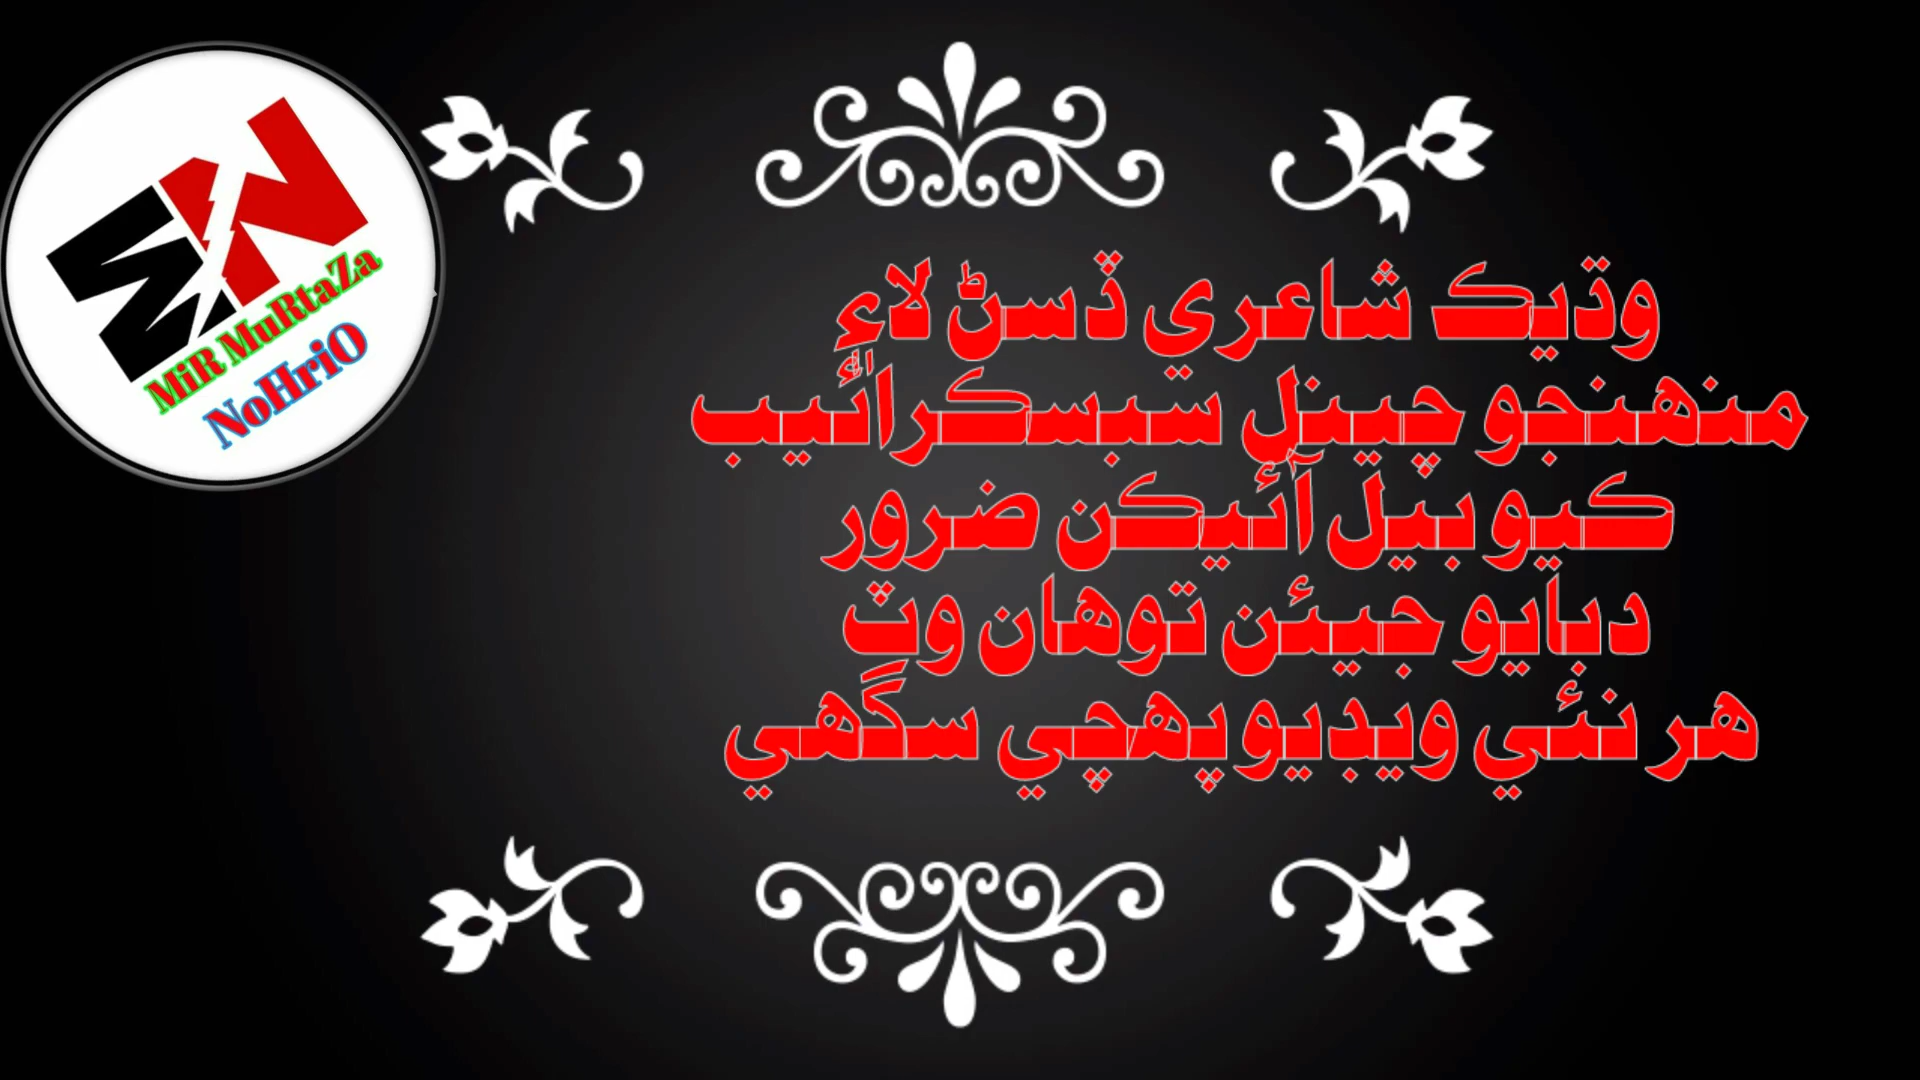 MiR MuRtaZa
NoHriO
وڌيڪ شاعري ڏسڻ لاءِ
منهنجو چينل سبسڪرائيب
ڪيو بيل آئيڪن ضرور
دٻايو جيئن توهان وٽ
هر نئي ويڊيو پهچي سگهي